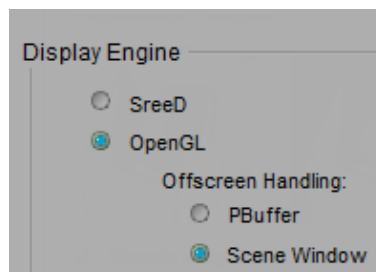 Display Engine
SreeD
OpenGL
Offscreen Handling:
PBuffer
Scene Window